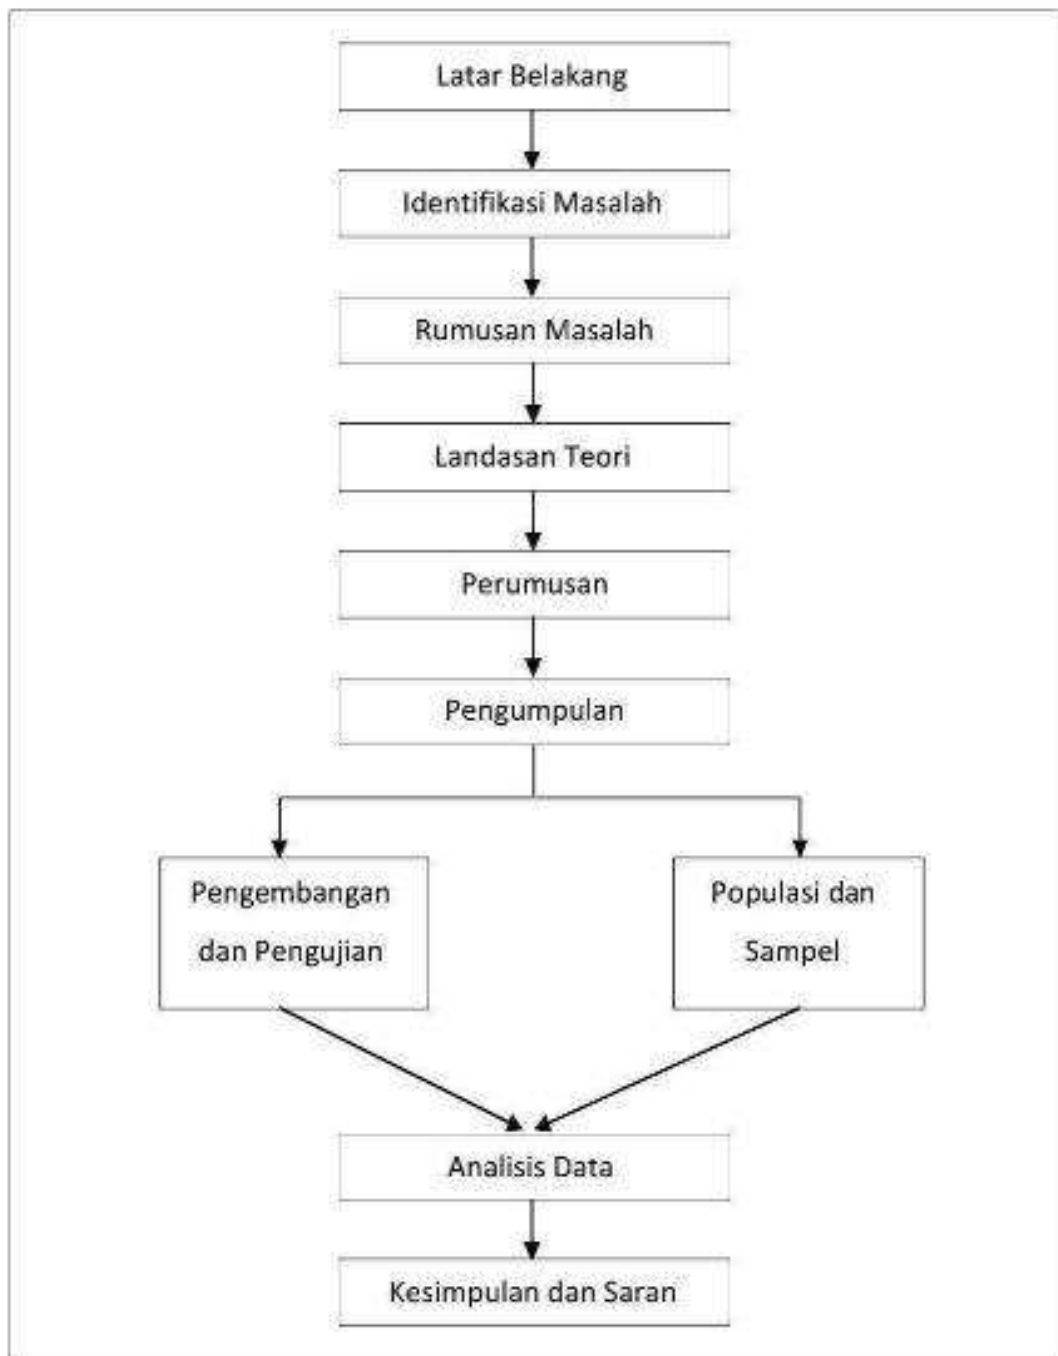 Latar Belakang
Identifikasi Masalah
Rumusan Masalah
Landasan Teori
Perumusan
Pengumpulan
Pengembangan
dan Pengujian
Populasi dan
Sampel
Analisis Data
Kesimpulan dan Saran